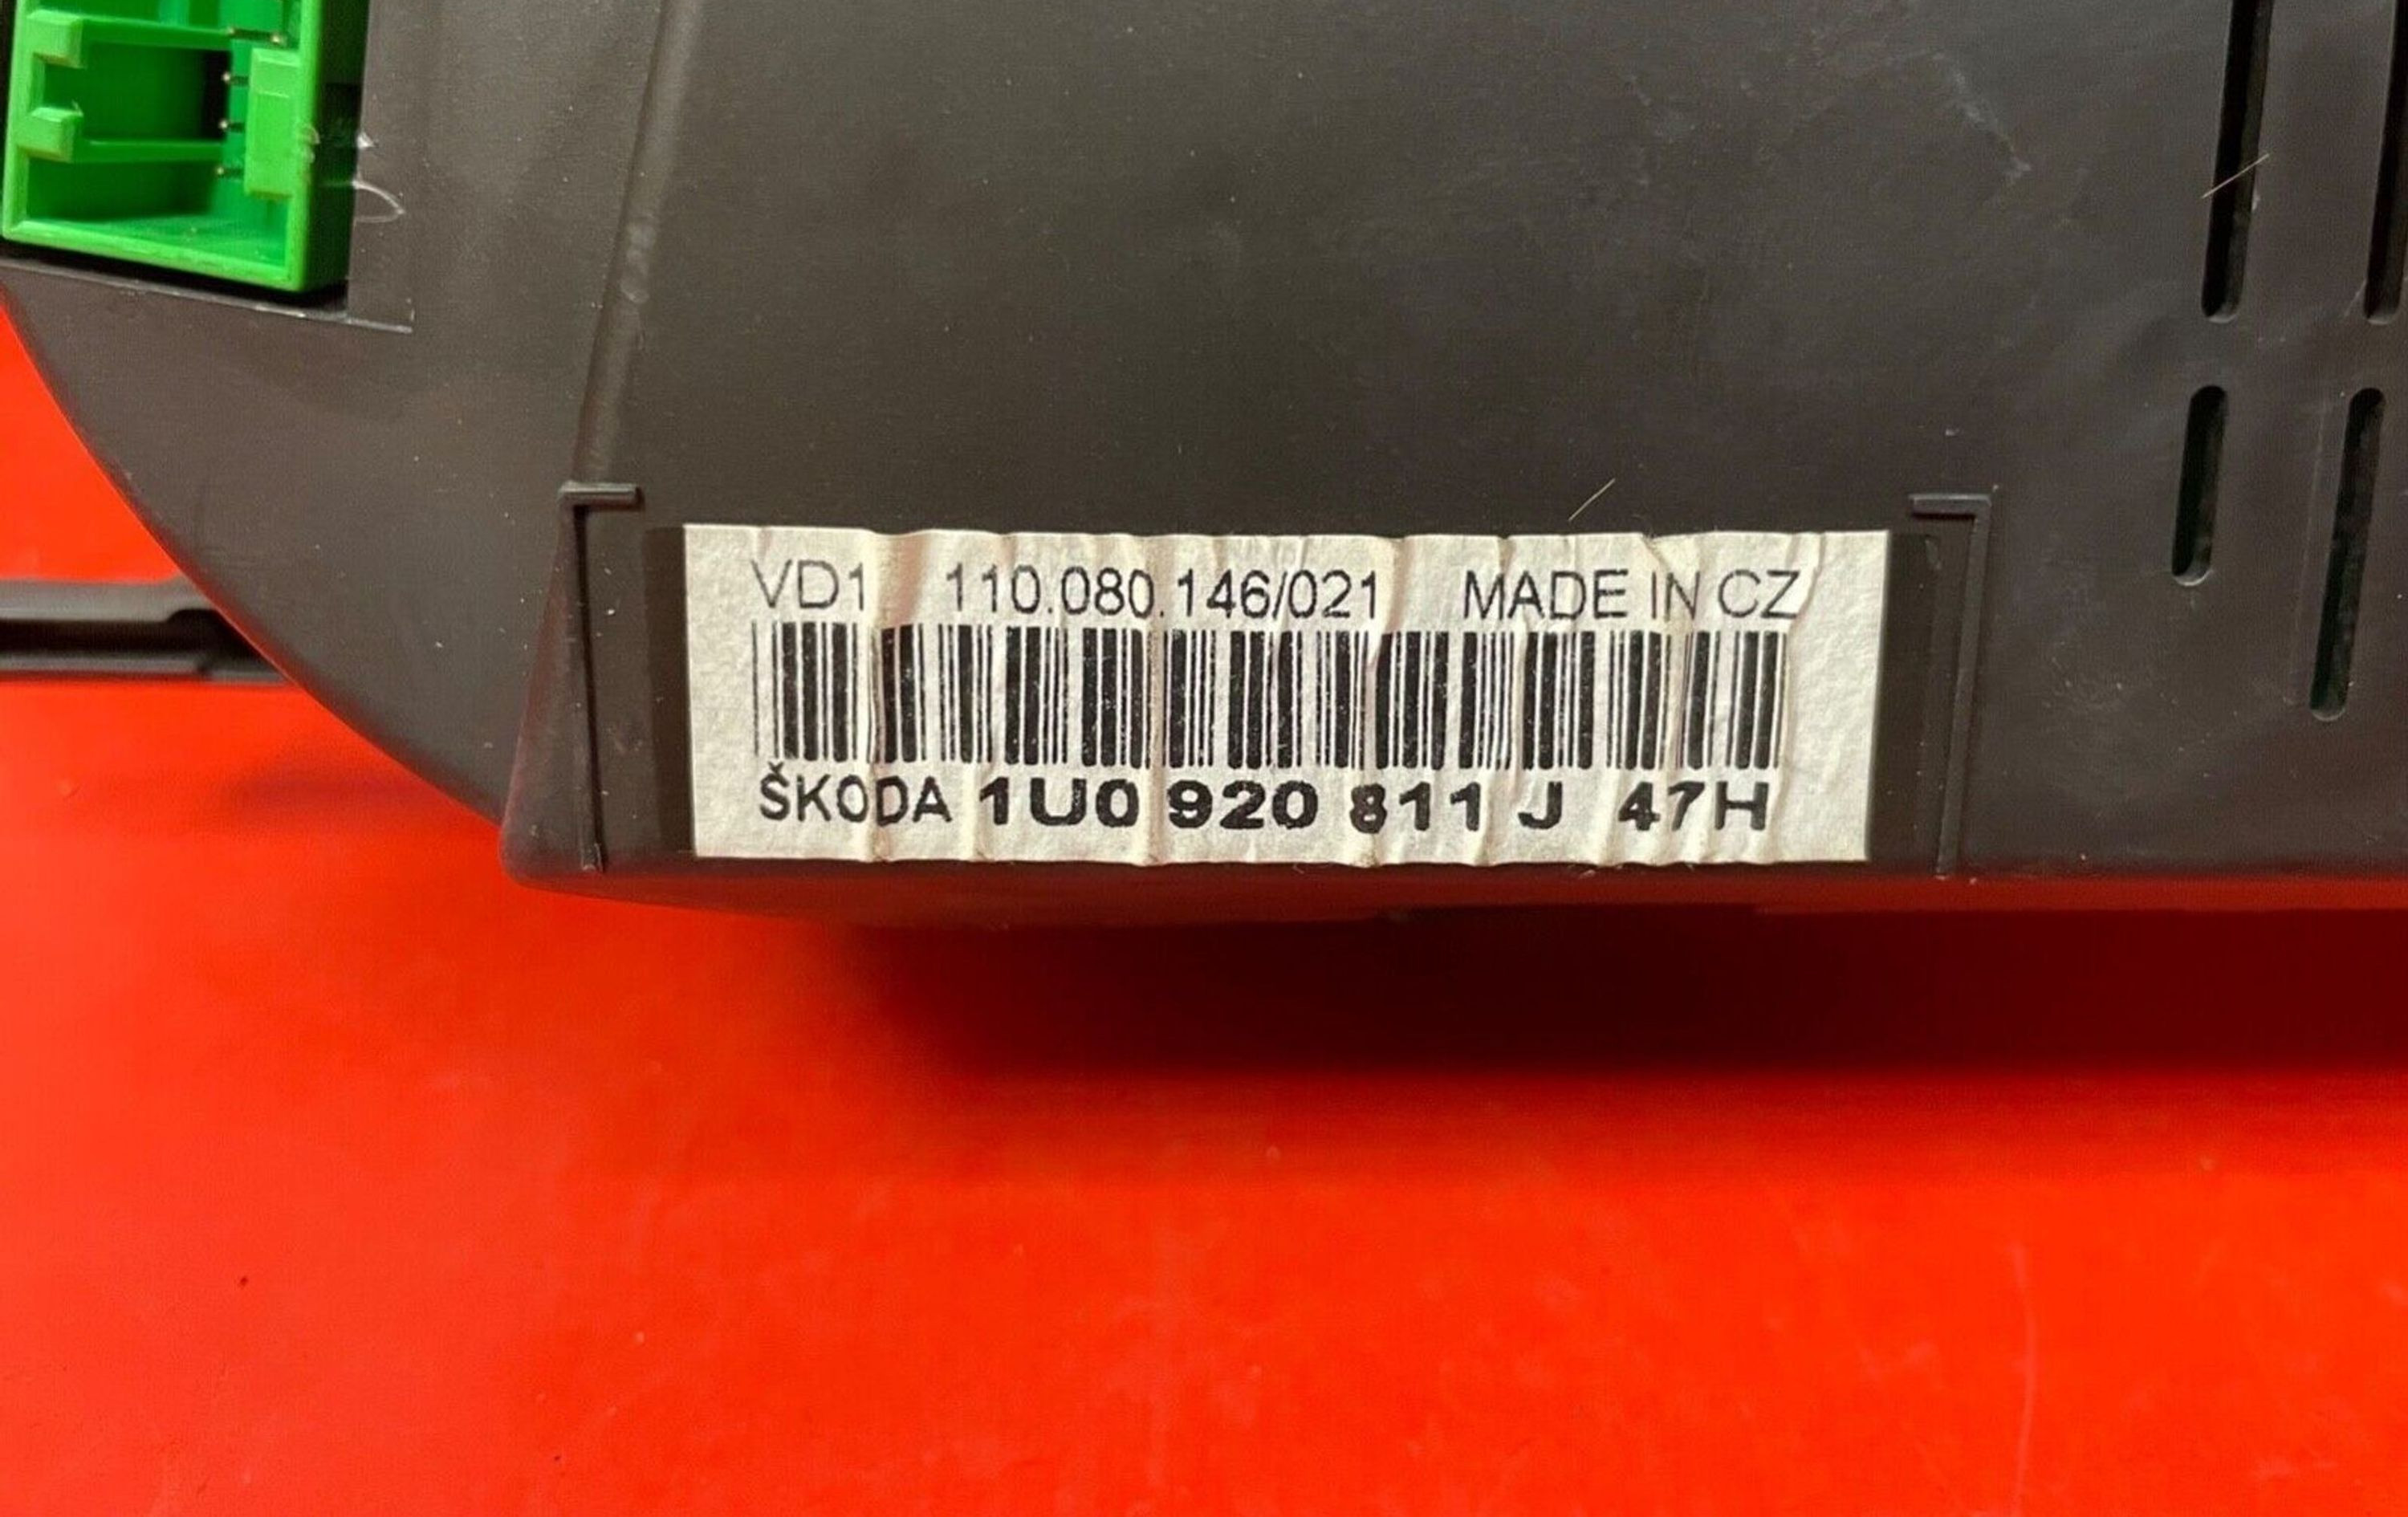 VD1 110.080.146/021 MADE IN CZ
ŠKODA 1U0 920 811 J 47H